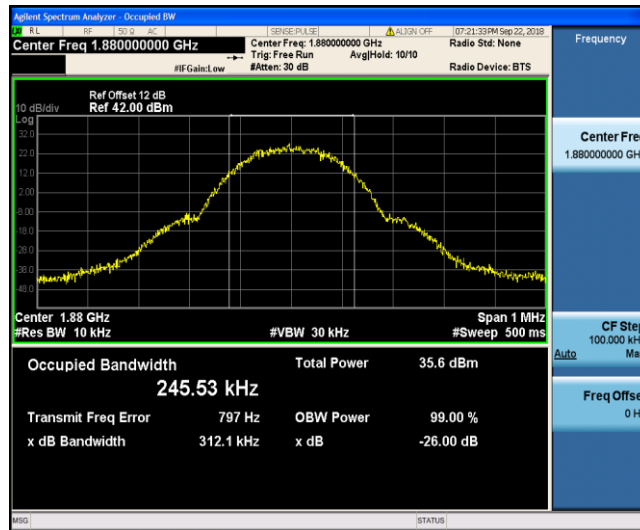 Agilent Spectrum Analyzer - Occupied BW
RL RF 50 Ω AC SENSE:PULSE ALIGN OFF 07:21:33PM Sep 22, 2018
Center Freq 1.880000000 GHz Center Freq: 1.880000000 GHz Radio Std: None Frequency
Trig: Free Run Avg|Hold: 10/10
#IFGain:Low #Atten: 30 dB Radio Device: BTS
Ref Offset 12 dB
10 dB/div Ref 42.00 dBm
Log
32.0
22.0
12.0
2.00
-8.00
-18.0
-28.0
-38.0
-48.0
Center Fre
1.880000000 GH
Center 1.88 GHz Span 1 MHz
#Res BW 10 kHz #VBW 30 kHz #Sweep 500 ms
CF Step
100.000 kH
Auto Ma
Occupied Bandwidth Total Power 35.6 dBm
245.53 kHz
Transmit Freq Error 797 Hz OBW Power 99.00 %
x dB Bandwidth 312.1 kHz x dB -26.00 dB
Freq Offse
0 H
MSG STATUS